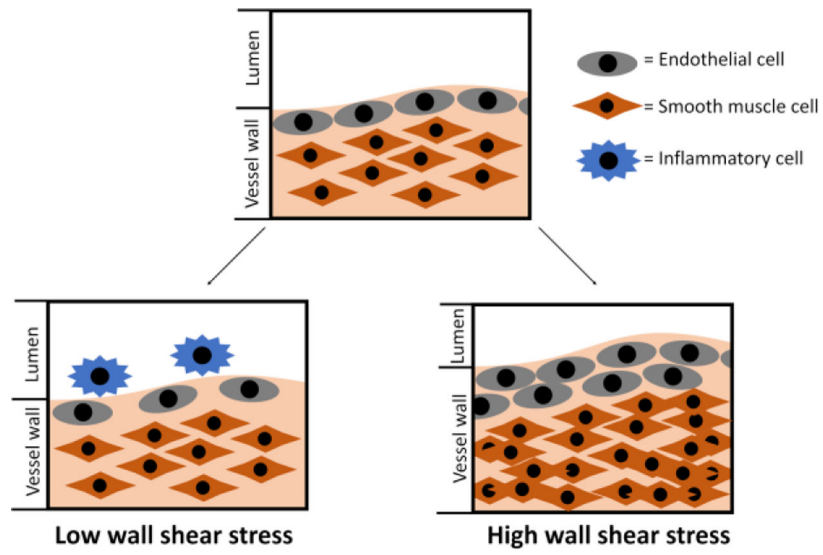 Lumen
Vessel wall
= Endothelial cell
= Smooth muscle cell
= Inflammatory cell
Lumen
Vessel wall
Low wall shear stress
Lumen
Vessel wall
High wall shear stress